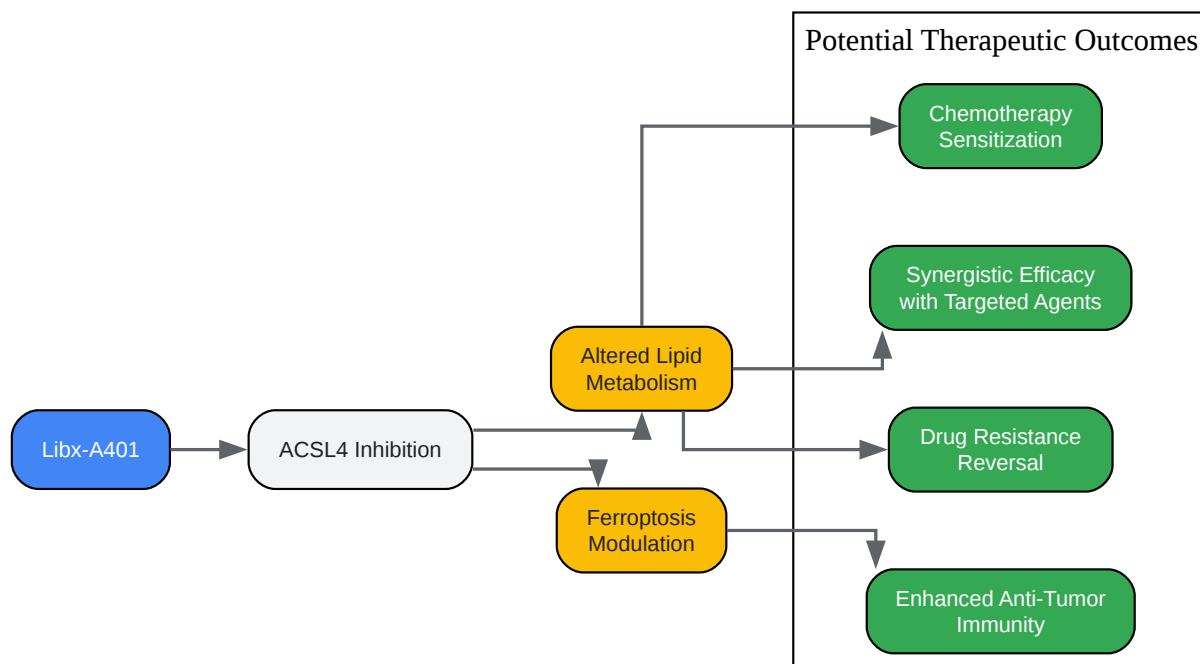 Potential Therapeutic Outcomes
Chemotherapy
Sensitization
Synergistic Efficacy
with Targeted Agents
Altered Lipid
Metabolism
Libx-A401
ACSL4 Inhibition
Drug Resistance
Reversal
Ferroptosis
Modulation
Enhanced Anti-Tumor
Immunity